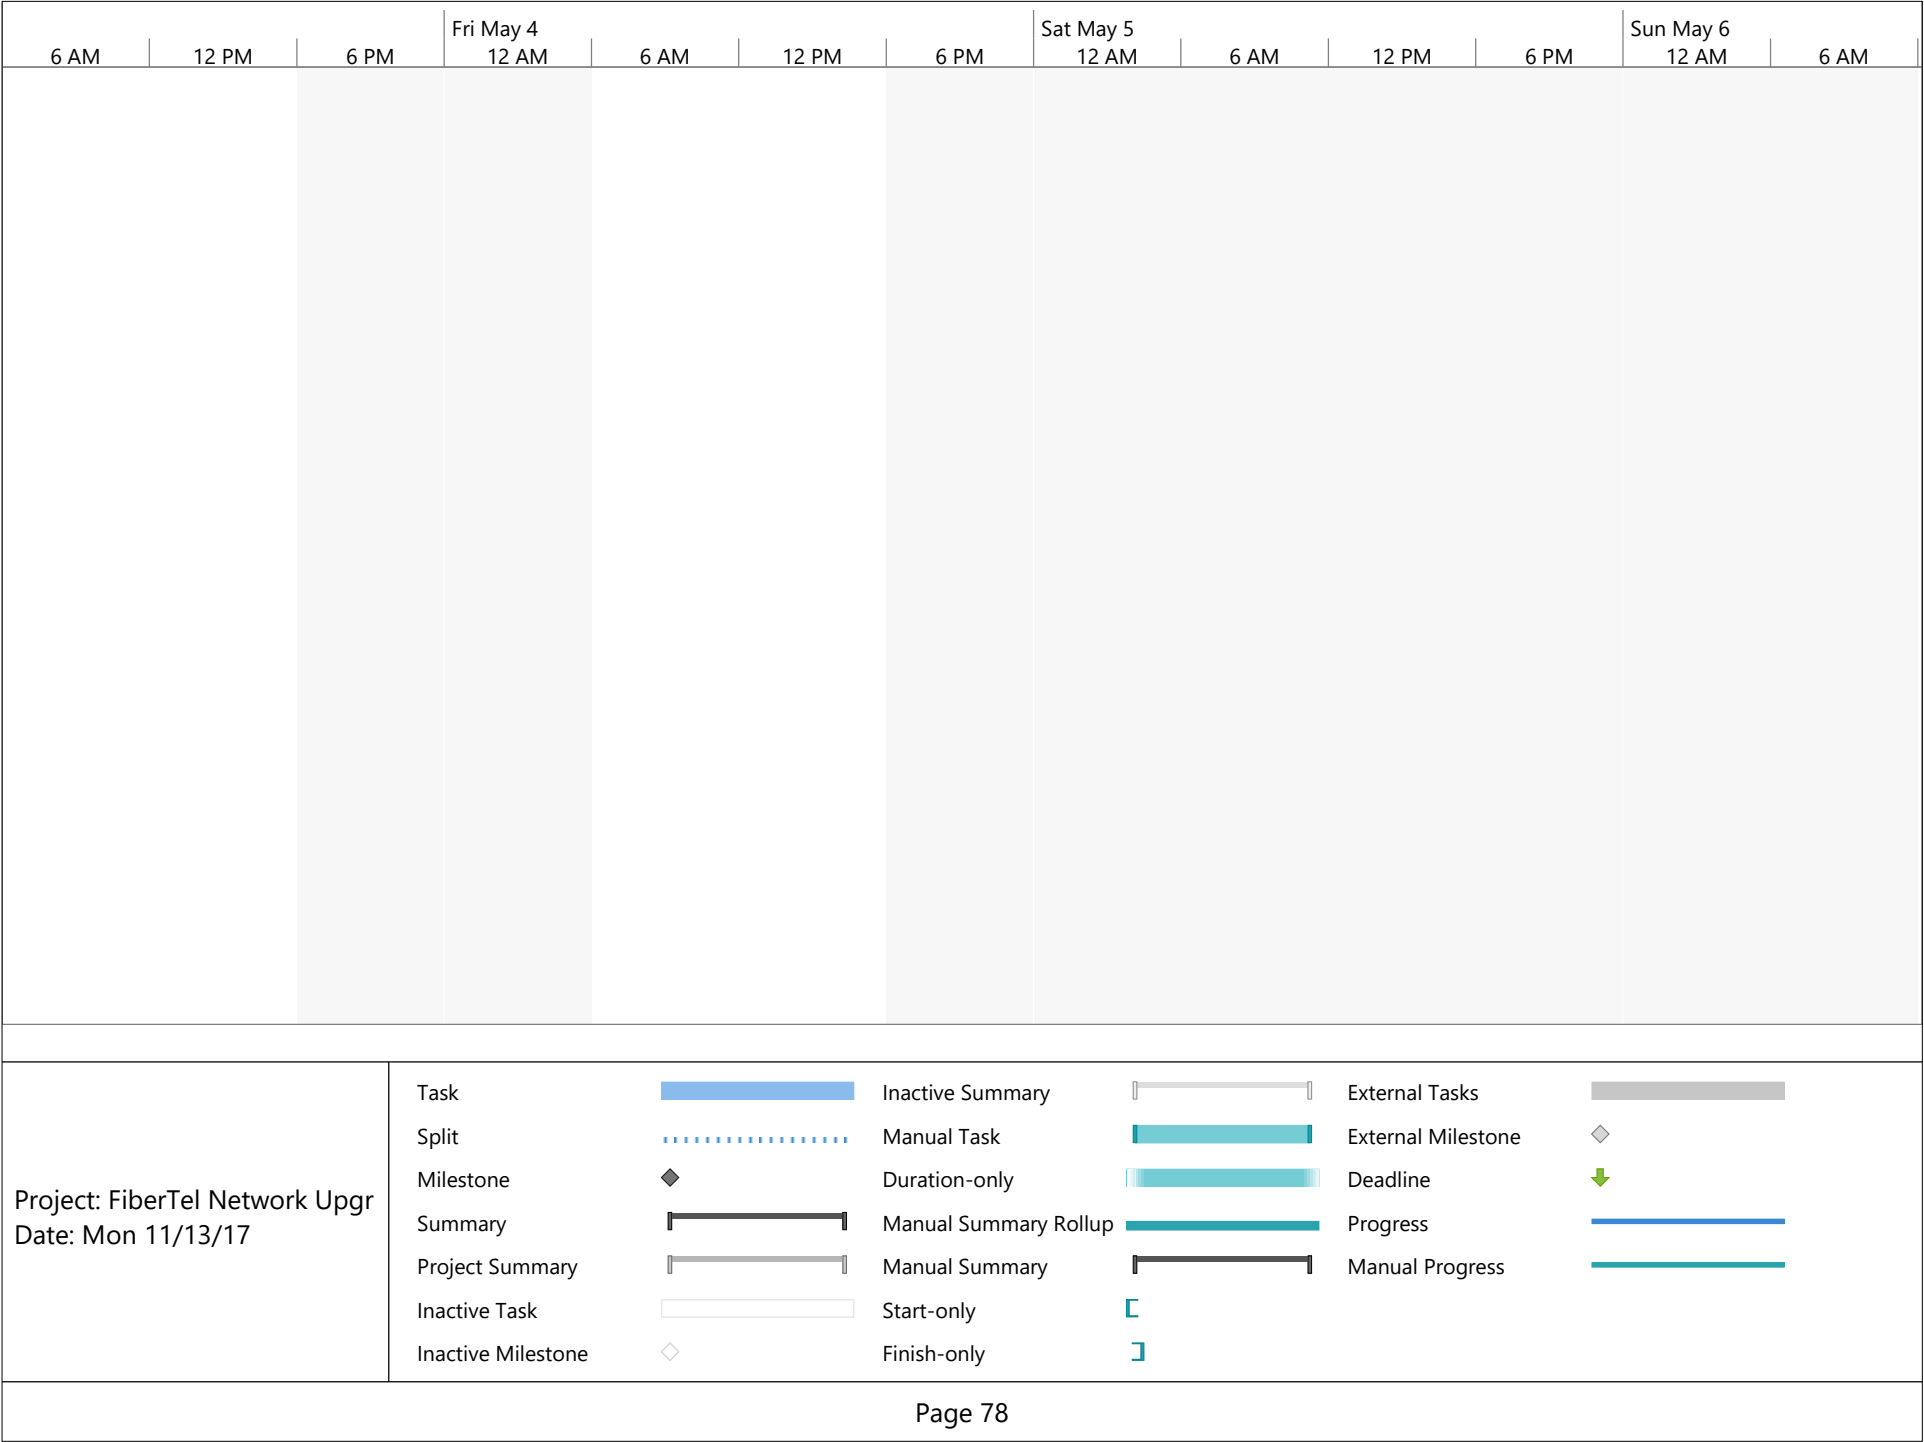 Fri May 4 Sat May 5 Sun May 6
6 AM 12 PM 6 PM 12 AM 6 AM 12 PM 6 PM 12 AM 6 AM 12 PM 6 PM 12 AM 6 AM
Project: FiberTel Network Upgr
Date: Mon 11/13/17
Task
Split
Milestone
Summary
Project Summary
Inactive Task
Inactive Milestone
Inactive Summary
Manual Task
Duration-only
Manual Summary Rollup
Manual Summary
Start-only
Finish-only
External Tasks
External Milestone
Deadline
Progress
Manual Progress
Page 78